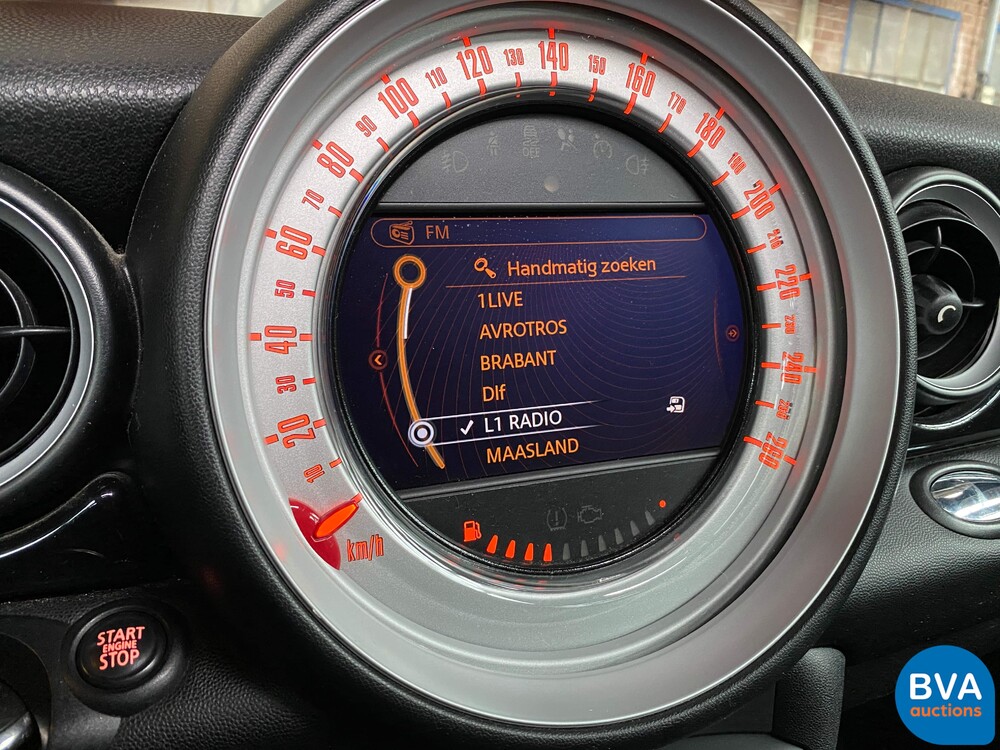 10
20
30
40
50
60
70
80
90
100
110
120
130
140
150
160
170
180
190
200
210
220
230
240
250
260
km/h
OFF
FM
Handmatig zoeken
1LIVE
AVROTROS
BRABANT
Dlf
L1 RADIO
MAASLAND
START
ENGINE
STOP
BVA
auctions